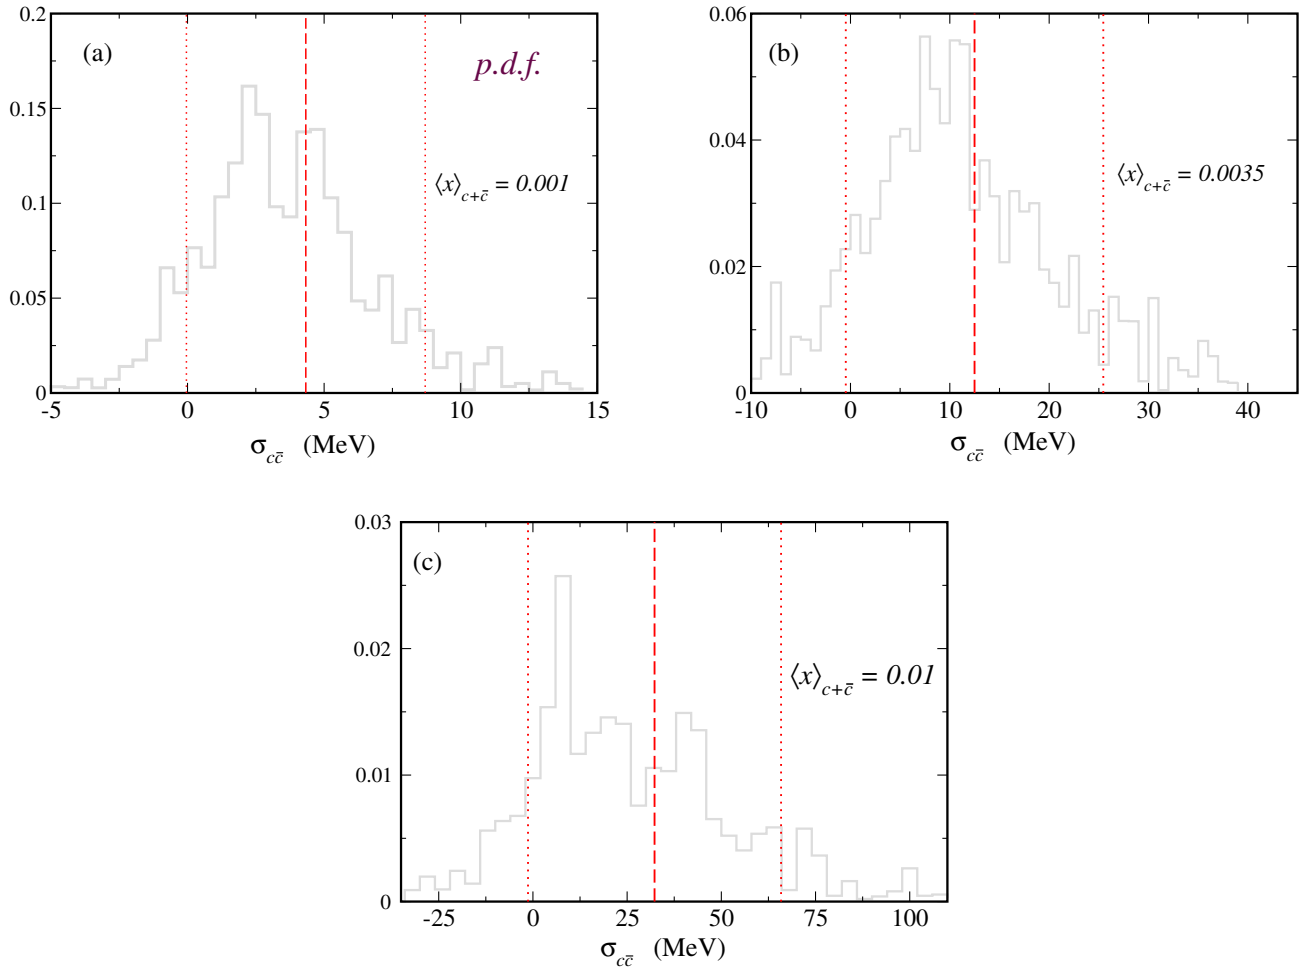 0.2
(a)
p.d.f.
0.15
⟨x⟩c+c̄ = 0.001
0.1
0.05
0
-5 0 5 10 15
σcc̄ (MeV)
0.06
(b)
0.04
⟨x⟩c+c̄ = 0.0035
0.02
0
-10 0 10 20 30 40
σcc̄ (MeV)
0.03
(c)
0.02
⟨x⟩c+c̄ = 0.01
0.01
0
-25 0 25 50 75 100
σcc̄ (MeV)